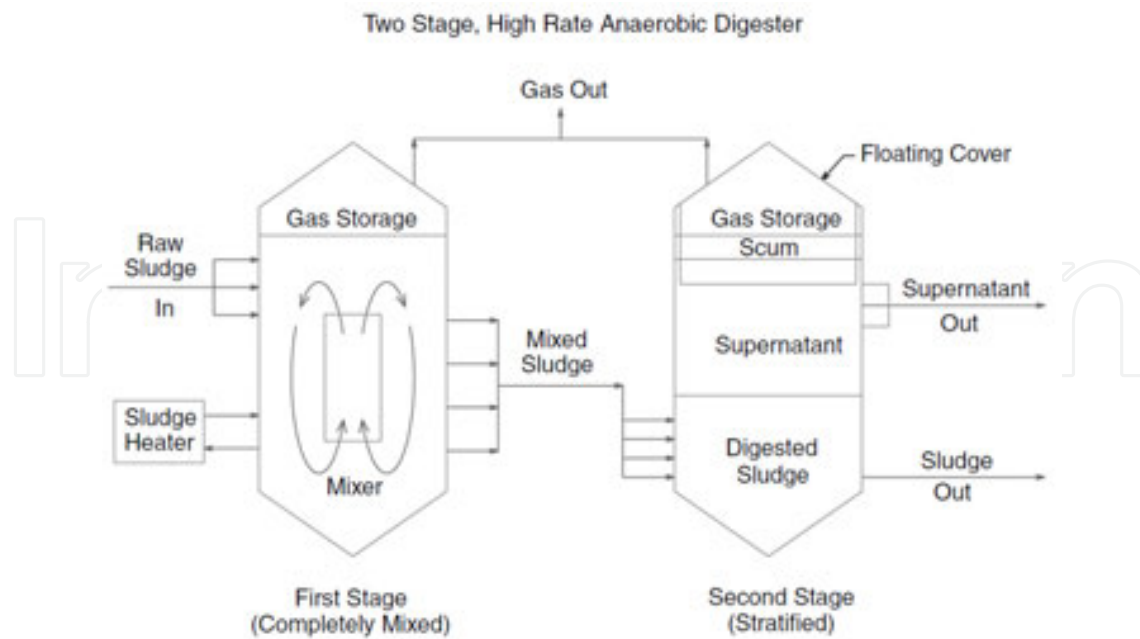 Two Stage, High Rate Anaerobic Digester
Gas Out
Floating Cover
Gas Storage
Gas Storage
Scum
Raw
Sludge
In
Supernatant
Out
Mixed
Sludge
Supernatant
Sludge
Heater
Mixer
Digested
Sludge
Sludge
Out
First Stage
(Completely Mixed)
Second Stage
(Stratified)